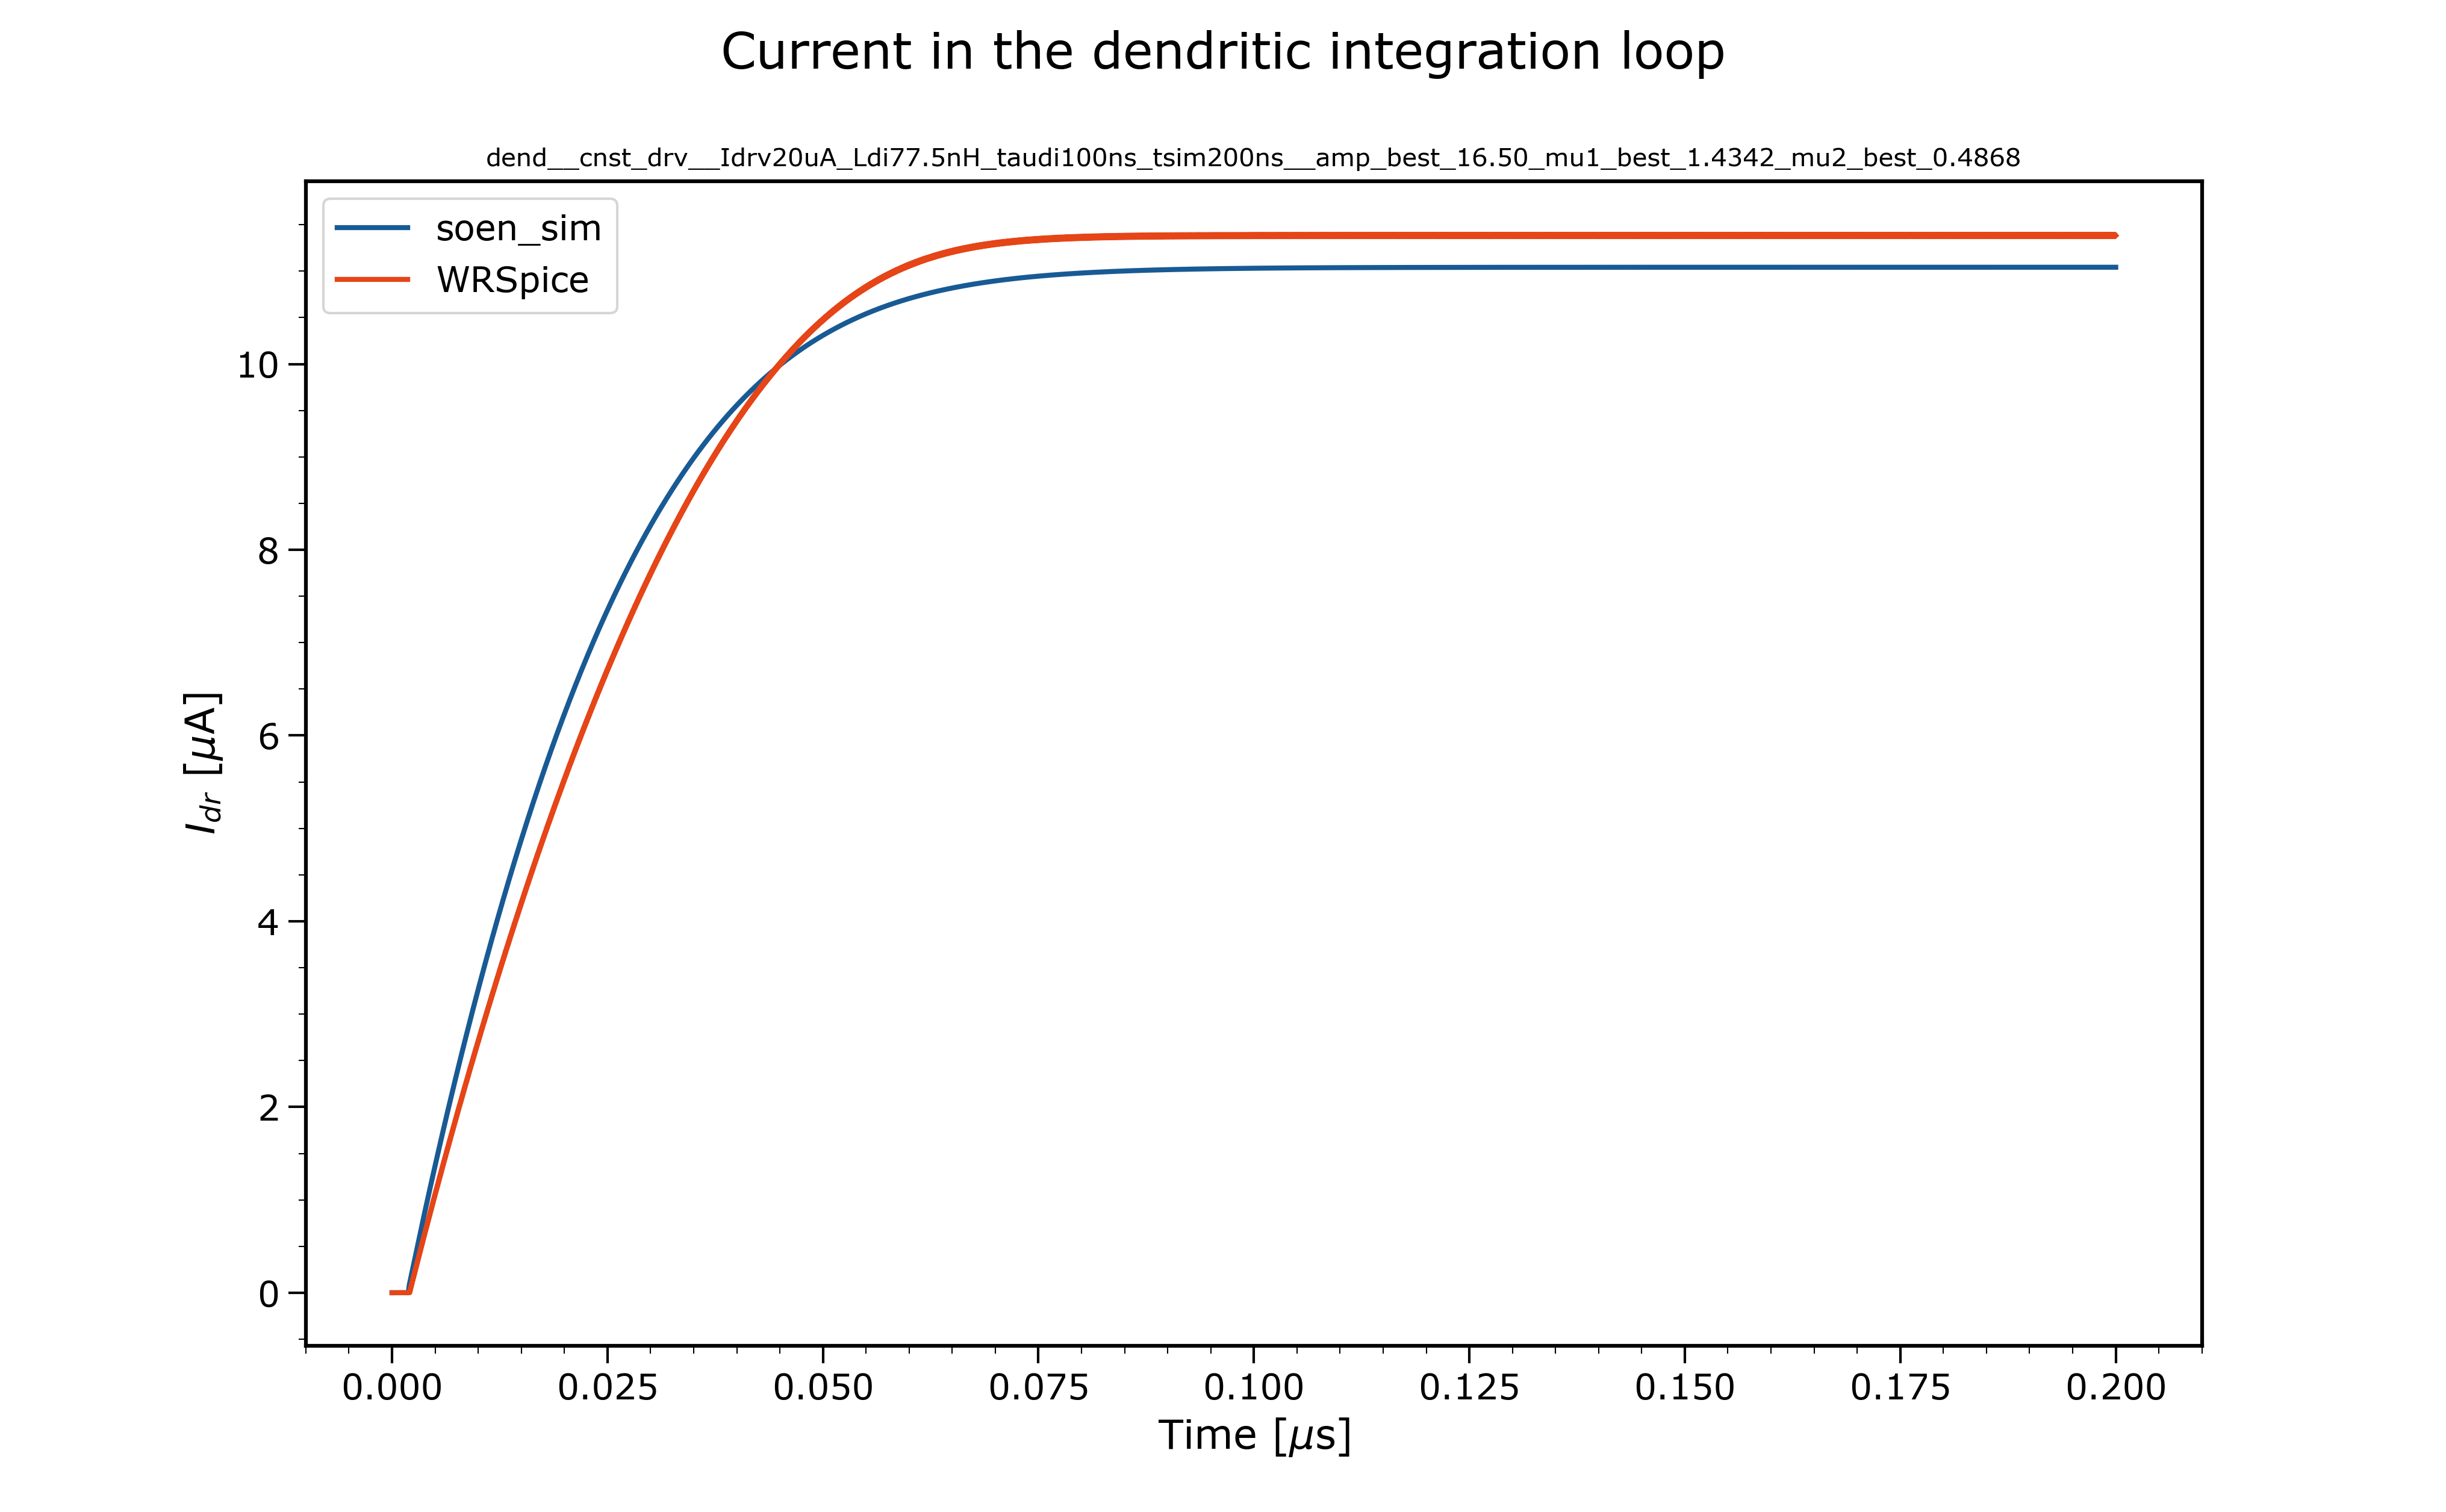 Current in the dendritic integration loop
dend__cnst_drv__Idrv20uA_Ldi77.5nH_taudi100ns_tsim200ns__amp_best_16.50_mu1_best_1.4342_mu2_best_0.4868
soen_sim
WRSpice
10
8
6
4
2
0
I_dr [μA]
0.000 0.025 0.050 0.075 0.100 0.125 0.150 0.175 0.200
Time [μs]